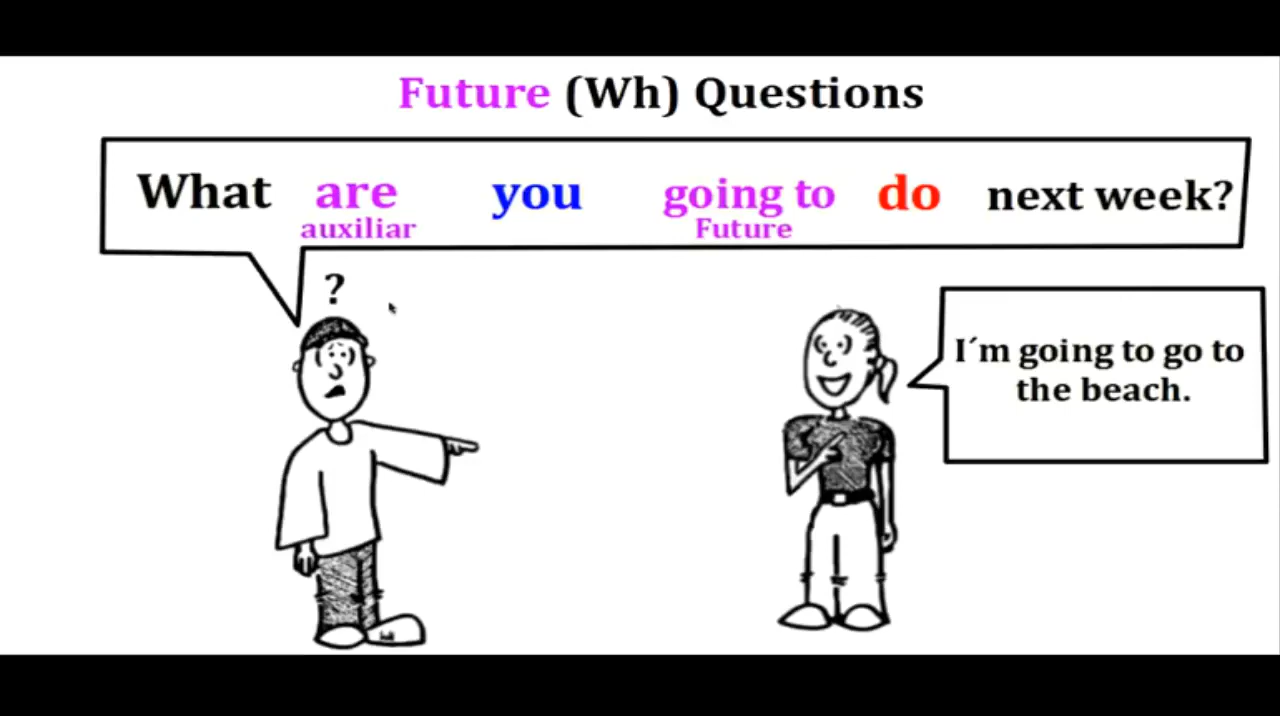 Future (Wh) Questions
What are you going to do next week?
auxiliar Future
?
I´m going to go to
the beach.